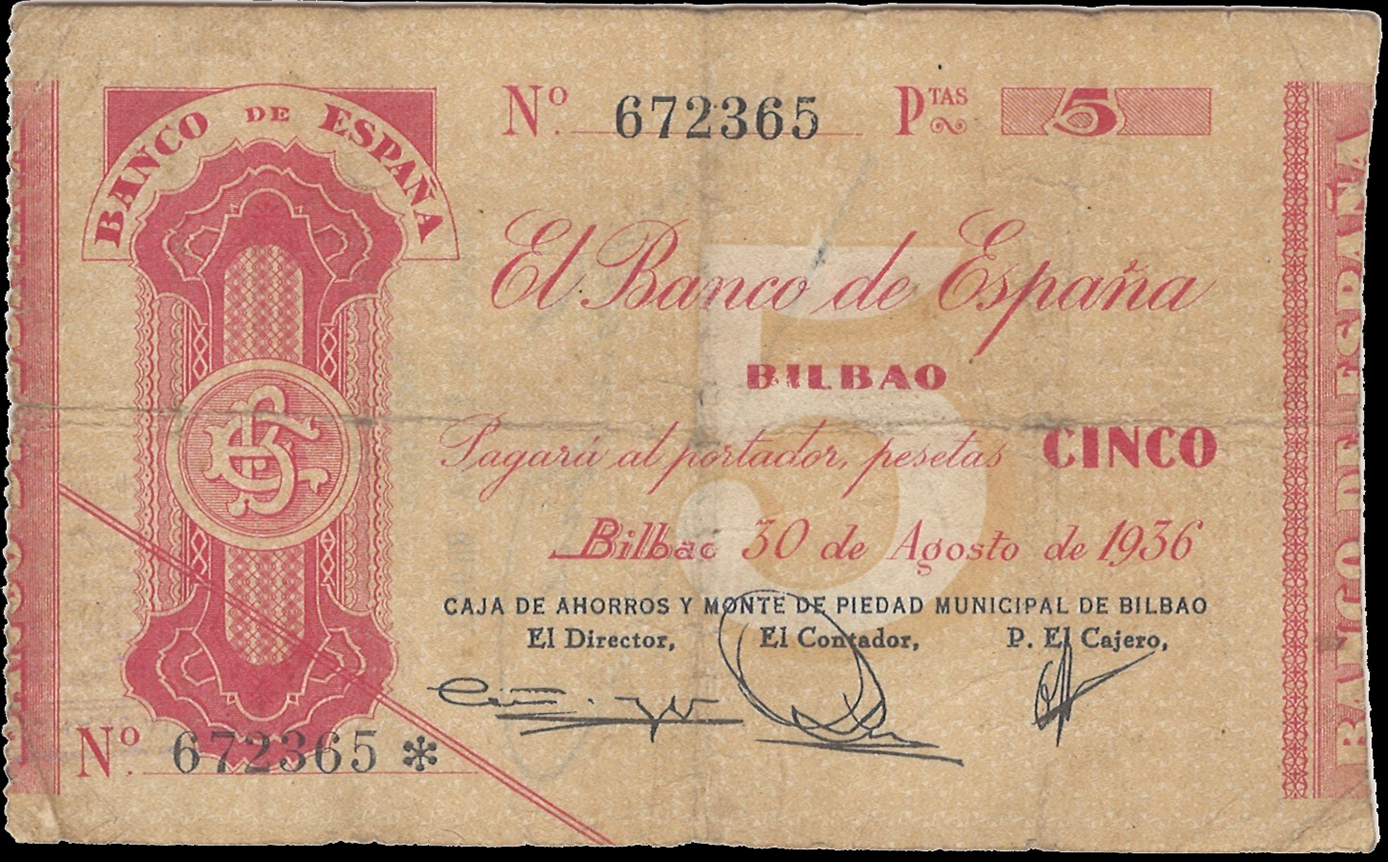 BANCO DE ESPAÑA
Nº. 672365 PTAS 5
El Banco de España
BILBAO
Pagará al portador, pesetas CINCO
Bilbao 30 de Agosto de 1936
CAJA DE AHORROS Y MONTE DE PIEDAD MUNICIPAL DE BILBAO
El Director, El Contador, P. El Cajero,
Nº. 672365 *
BANCO DE ESPAÑA
5